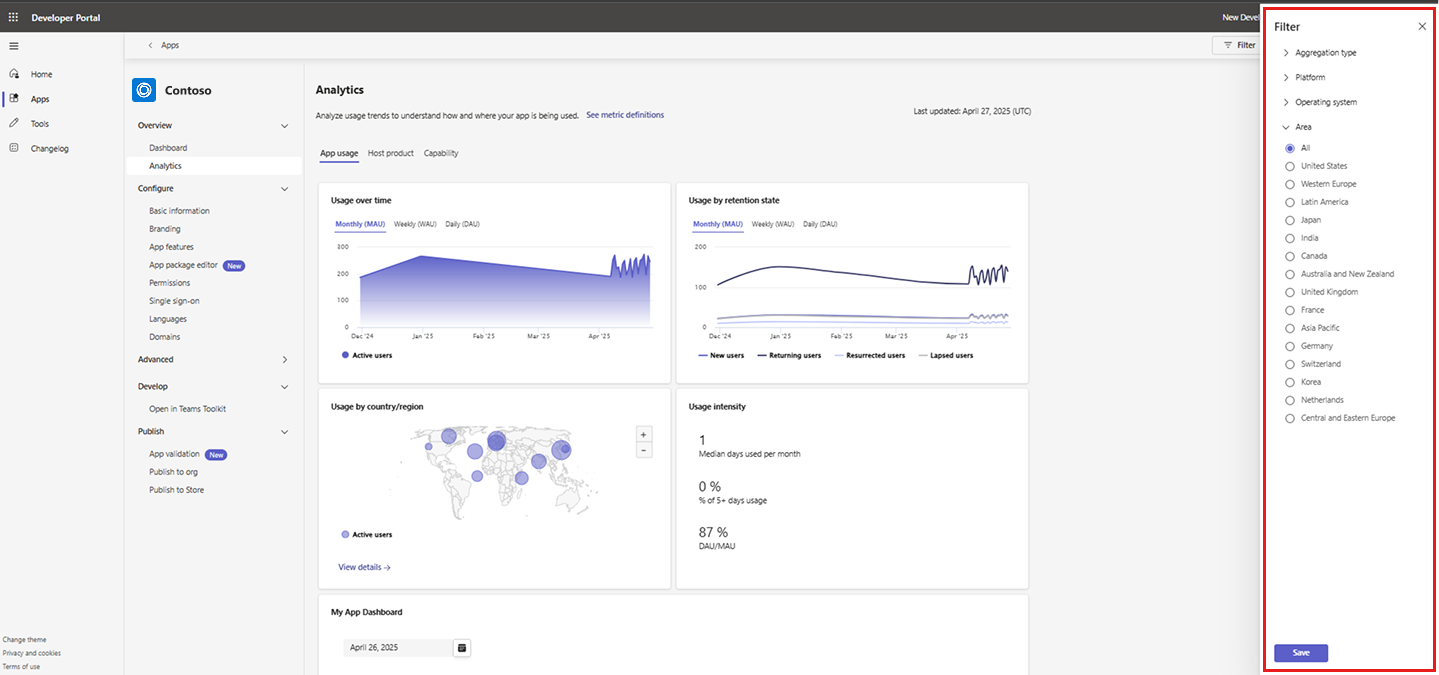 Developer Portal
New Devel
Apps
Filter
Home
Apps
Tools
Changelog
Change theme
Privacy and cookies
Terms of use
Contoso
Overview
Dashboard
Analytics
Configure
Basic information
Branding
App features
App package editor New
Permissions
Single sign-on
Languages
Domains
Advanced
Develop
Open in Teams Toolkit
Publish
App validation New
Publish to org
Publish to Store
Analytics
Analyze usage trends to understand how and where your app is being used. See metric definitions
Last updated: April 27, 2025 (UTC)
App usage Host product Capability
Usage over time
Monthly (MAU) Weekly (WAU) Daily (DAU)
300
200
100
0
Dec '24 Jan '25 Feb '25 Mar '25 Apr '25
Active users
Usage by retention state
Monthly (MAU) Weekly (WAU) Daily (DAU)
200
100
0
Dec '24 Jan '25 Feb '25 Mar '25 Apr '25
New users Returning users Resurrected users Lapsed users
Usage by country/region
+
-
Active users
View details
Usage intensity
1
Median days used per month
0 %
% of 5+ days usage
87 %
DAU/MAU
My App Dashboard
April 26, 2025
Filter
Aggregation type
Platform
Operating system
Area
All
United States
Western Europe
Latin America
Japan
India
Canada
Australia and New Zealand
United Kingdom
France
Asia Pacific
Germany
Switzerland
Korea
Netherlands
Central and Eastern Europe
Save